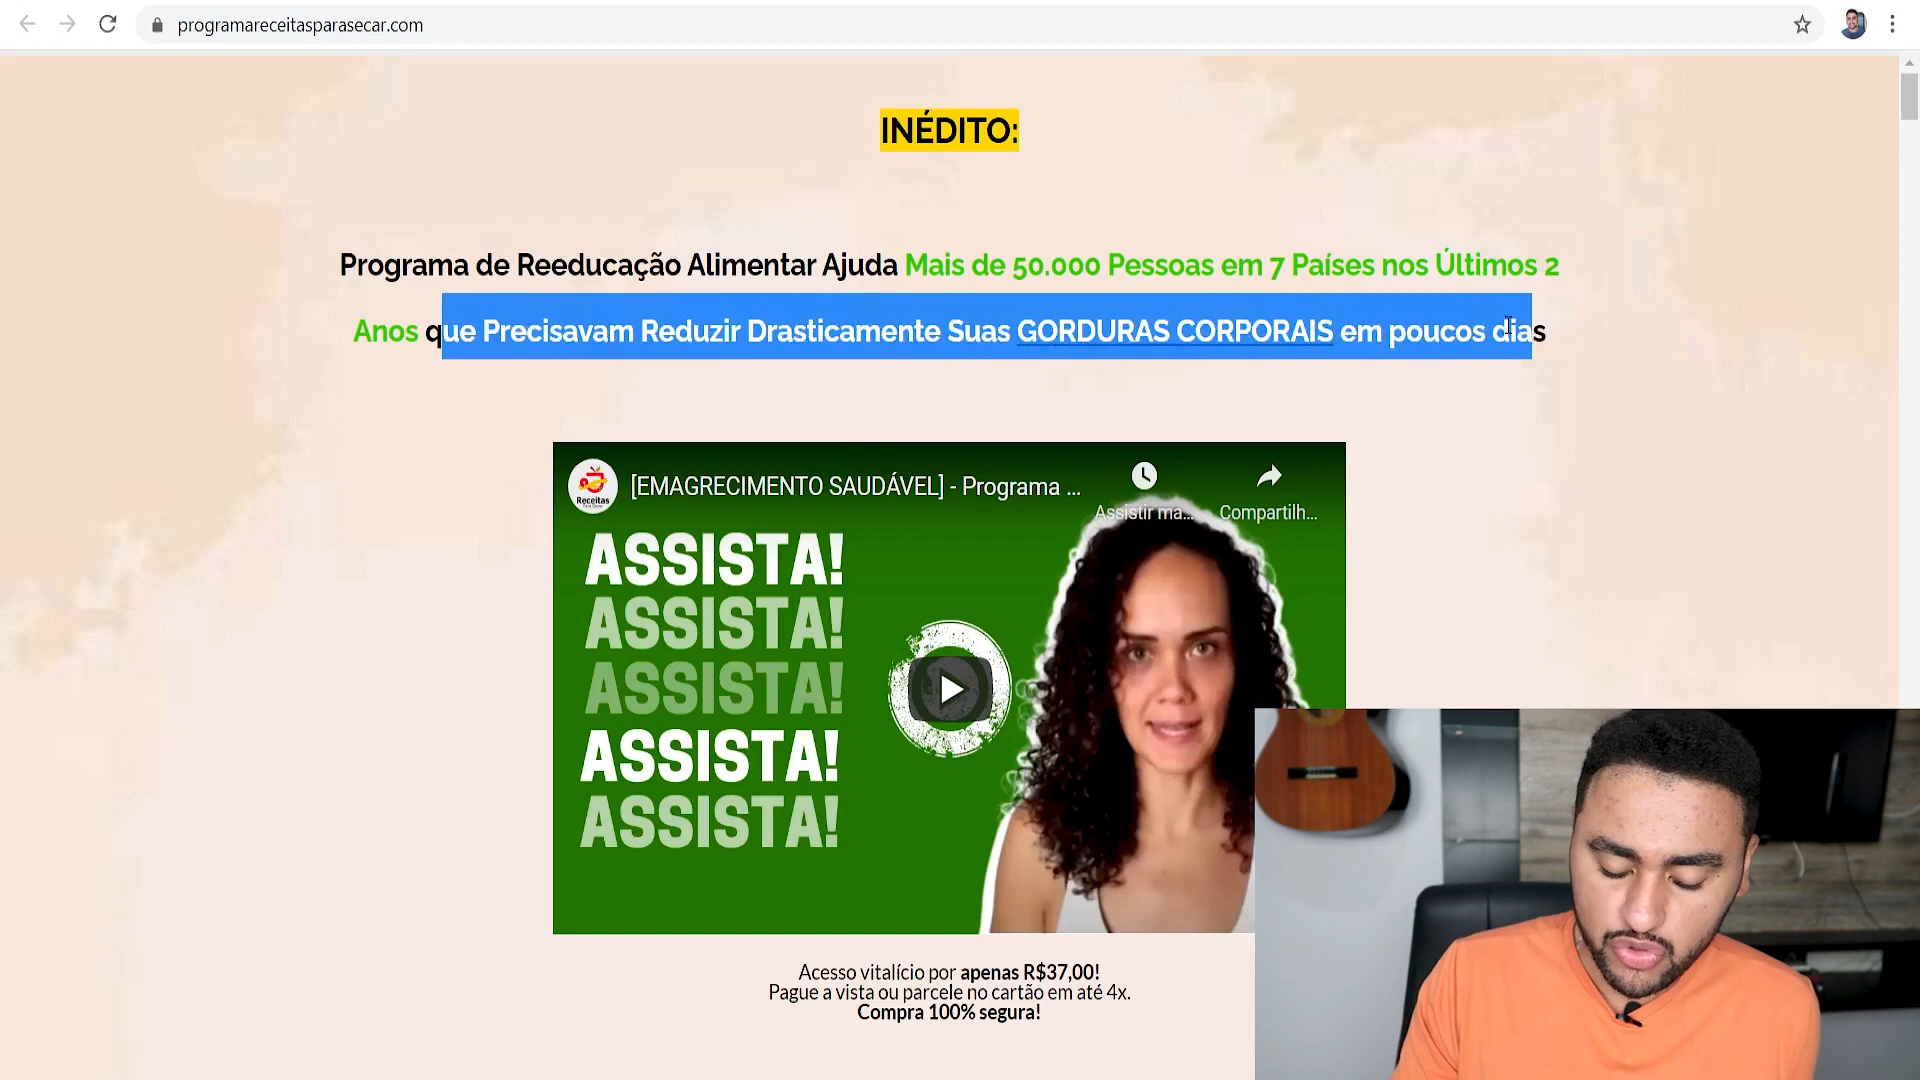 programareceitasparasecar.com
INÉDITO:
Programa de Reeducação Alimentar Ajuda Mais de 50.000 Pessoas em 7 Países nos Últimos 2
Anos que Precisavam Reduzir Drasticamente Suas GORDURAS CORPORAIS em poucos dias
Receitas
[EMAGRECIMENTO SAUDÁVEL] - Programa ...
Assistir ma...
Compartilh...
ASSISTA!
ASSISTA!
ASSISTA!
ASSISTA!
ASSISTA!
Acesso vitalício por apenas R$37,00!
Pague a vista ou parcele no cartão em até 4x.
Compra 100% segura!